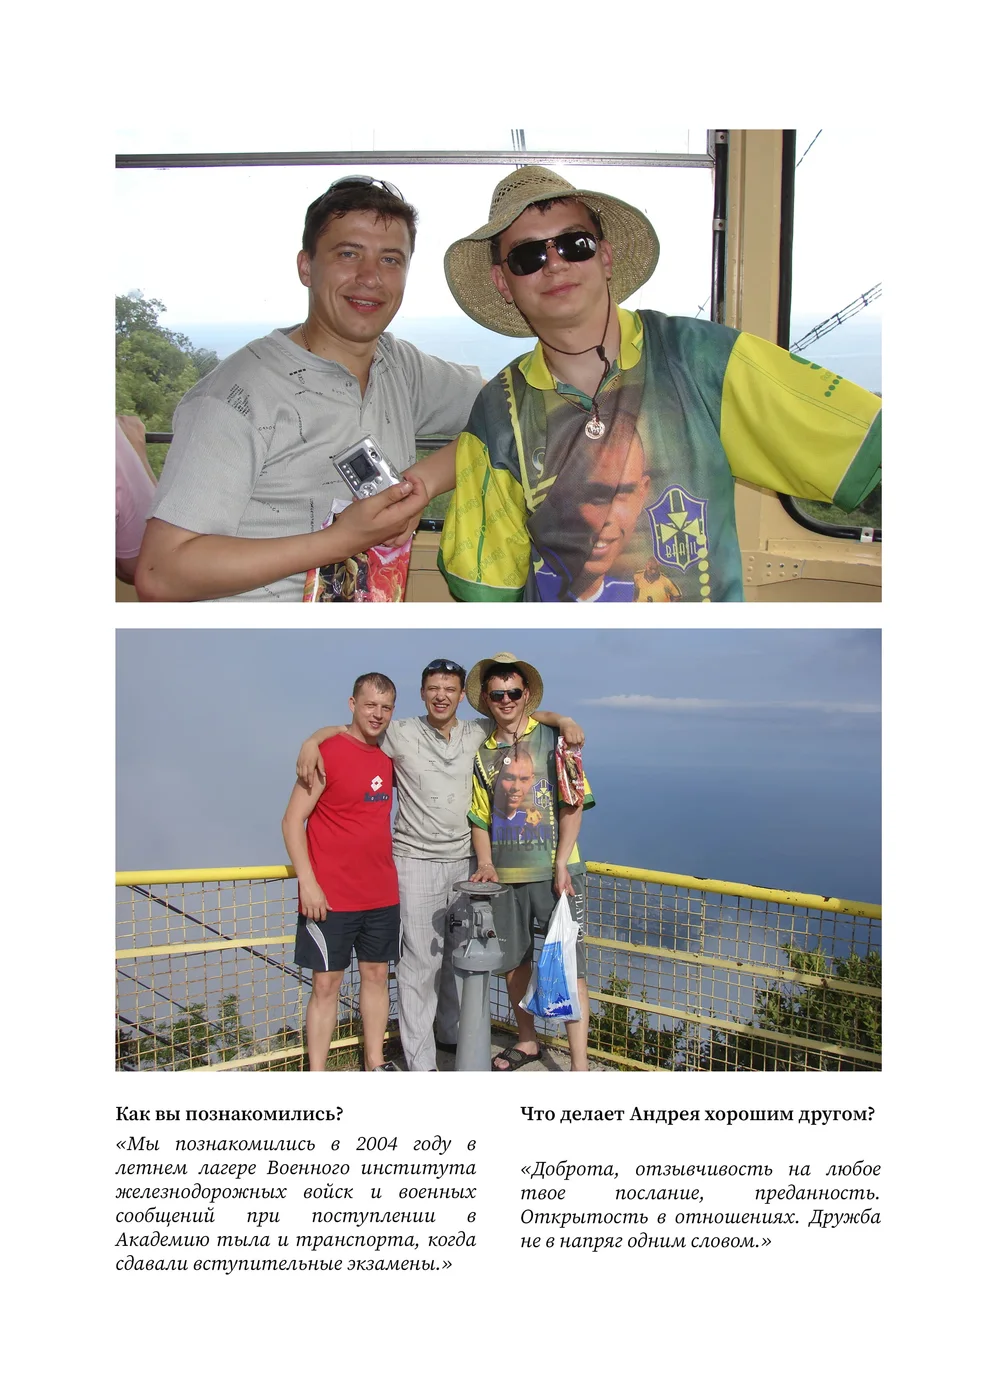 BRASIL
PLAYER
Как вы познакомились?
«Мы познакомились в 2004 году в
летнем лагере Военного института
железнодорожных войск и военных
сообщений при поступлении в
Академию тыла и транспорта, когда
сдавали вступительные экзамены.»
Что делает Андрея хорошим другом?
«Доброта, отзывчивость на любое
твое послание, преданность.
Открытость в отношениях. Дружба
не в напряг одним словом.»